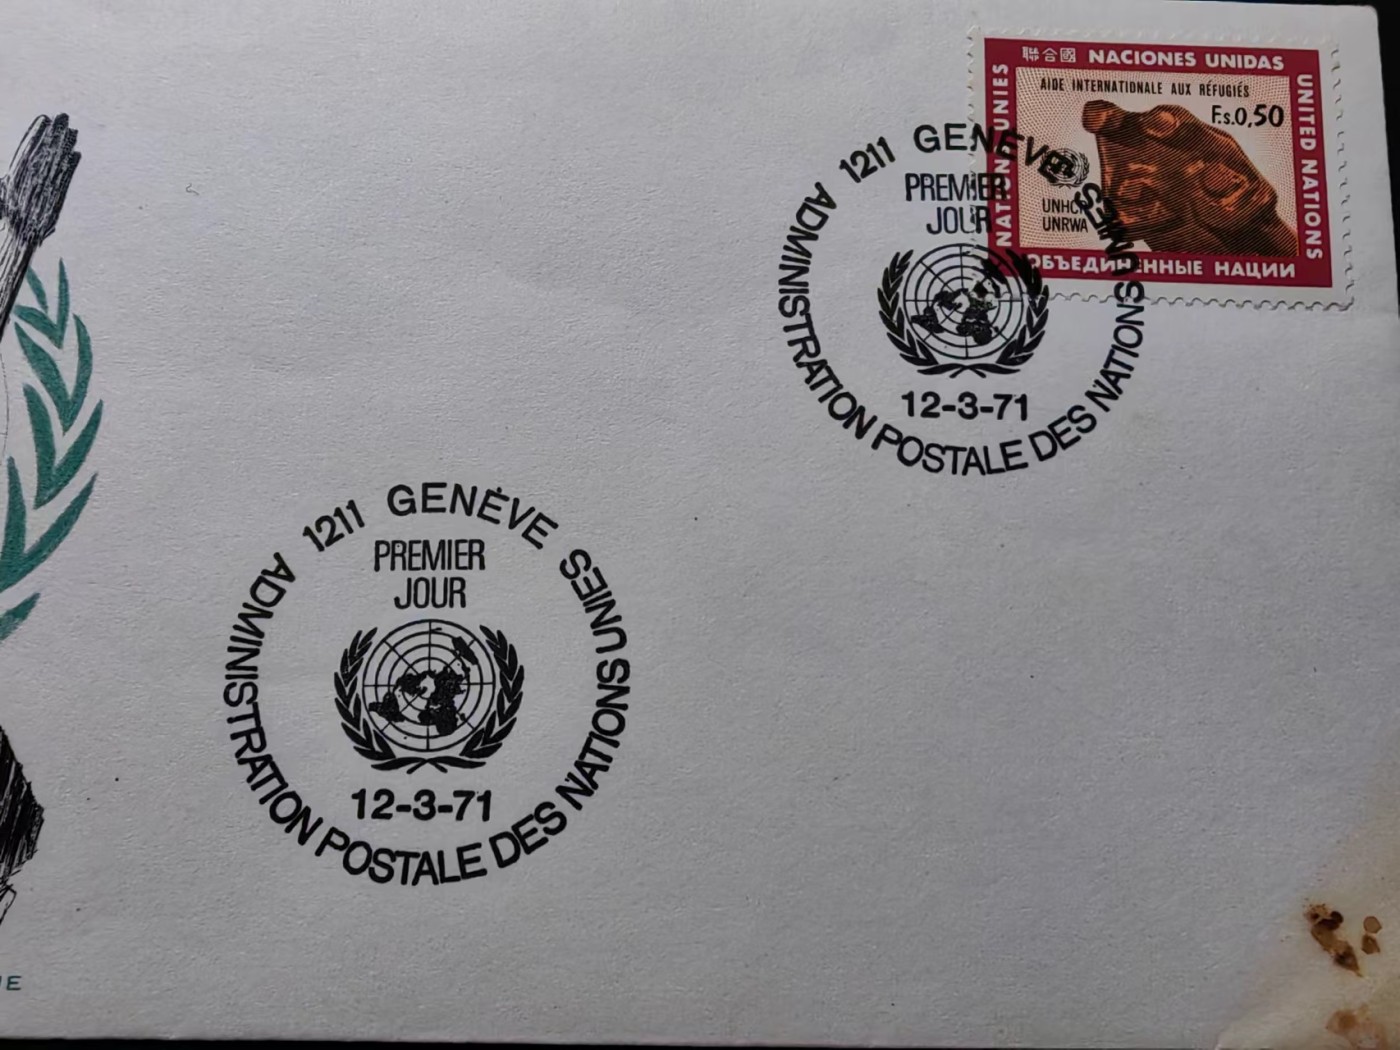 聯合國 NACIONES UNIDAS
NATIONS UNIES
UNITED NATIONS
AIDE INTERNATIONALE AUX RÉFUGIÉS
F.s.0,50
UNHCR
UNRWA
ОБЪЕДИНЕННЫЕ НАЦИИ
1211 GENÈVE
PREMIER
JOUR
12-3-71
ADMINISTRATION POSTALE DES NATIONS UNIES
1211 GENÈVE
PREMIER
JOUR
12-3-71
ADMINISTRATION POSTALE DES NATIONS UNIES